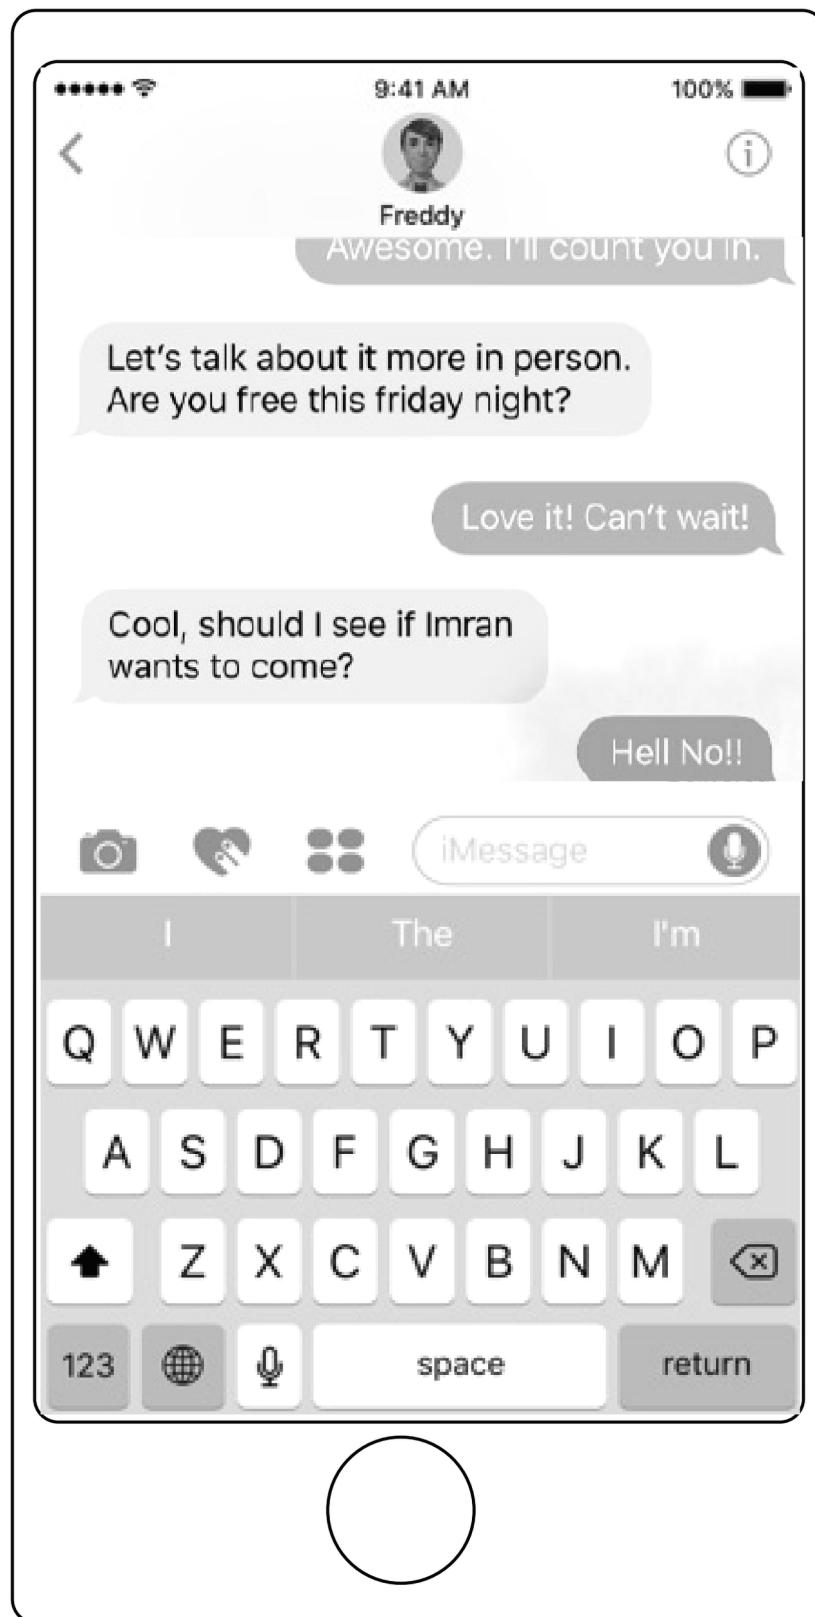 9:41 AM
100%
Freddy
Awesome. I'll count you in.
Let's talk about it more in person.
Are you free this friday night?
Love it! Can't wait!
Cool, should I see if Imran
wants to come?
Hell No!!
iMessage
I The I'm
Q W E R T Y U I O P
A S D F G H J K L
Z X C V B N M
123 space return